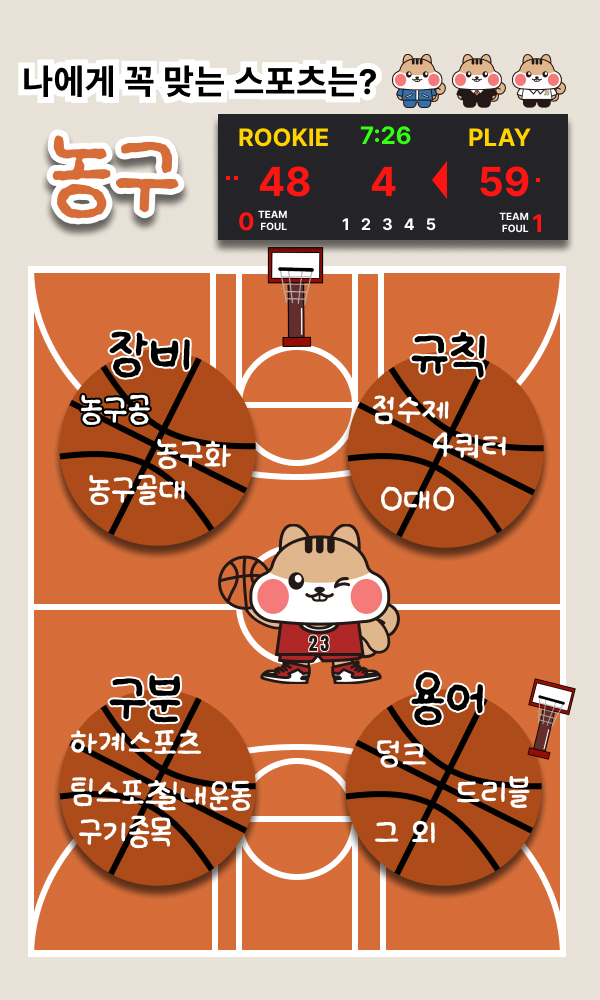 나에게 꼭 맞는 스포츠는?
농구
ROOKIE 7:26 PLAY
48 4 59
0 TEAM FOUL 1 2 3 4 5 TEAM FOUL 1
장비
농구공
농구화
농구골대
규칙
점수제
4쿼터
0대0
23
구분
하계스포츠
팀스포츠
실내운동
구기종목
용어
덩크
드리블
그 외